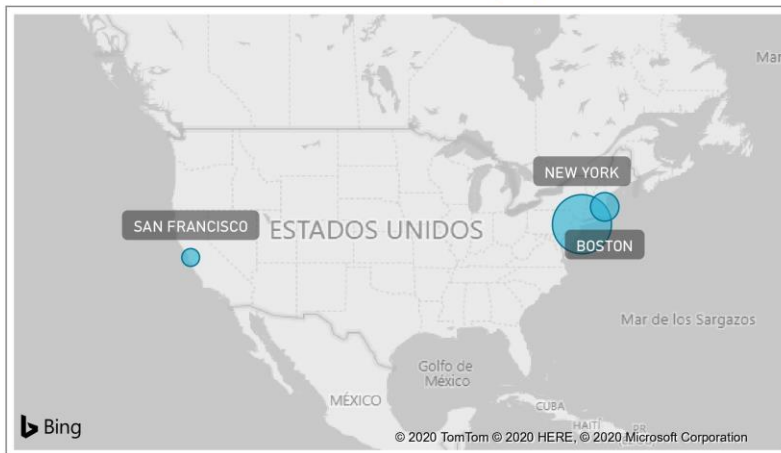 Mar
NEW YORK
SAN FRANCISCO
ESTADOS UNIDOS
BOSTON
Mar de los Sargazos
Golfo de
México
MÉXICO
CUBA
HAITÍ
Bing
© 2020 TomTom © 2020 HERE, © 2020 Microsoft Corporation